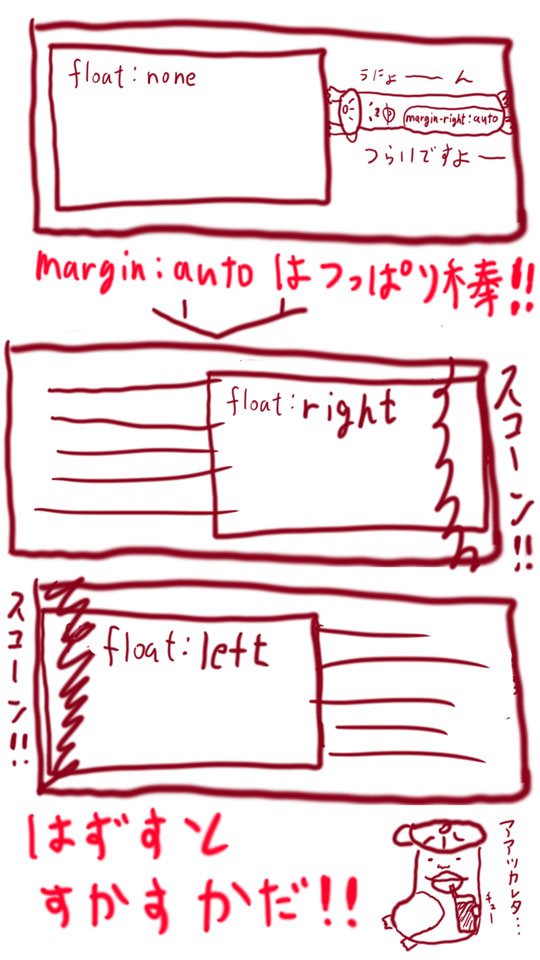 float:none
うにょーーん
margin-right:auto
つらいですよー
margin:autoはつっぱり棒!!
float:right
スコーン!!
スコーン!!
float:left
はずすと
すかすかだ!!
アアツカレタ...
チュー